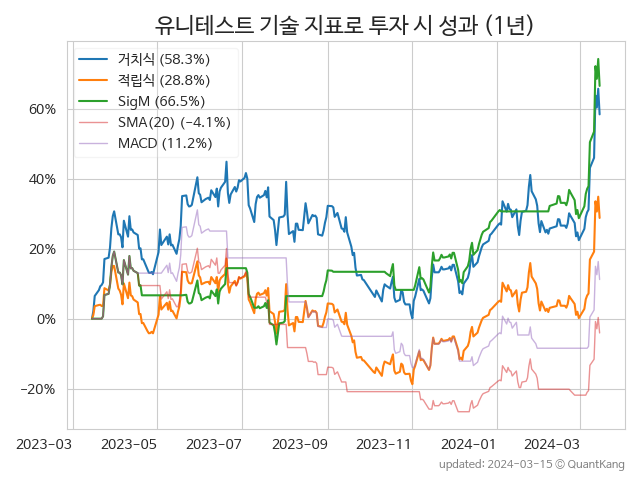 유니테스트 기술 지표로 투자 시 성과 (1년)
거치식 (58.3%)
적립식 (28.8%)
SigM (66.5%)
SMA(20) (−4.1%)
MACD (11.2%)
60%
40%
20%
0%
−20%
2023-03
2023-05
2023-07
2023-09
2023-11
2024-01
2024-03
updated: 2024-03-15 © QuantKang